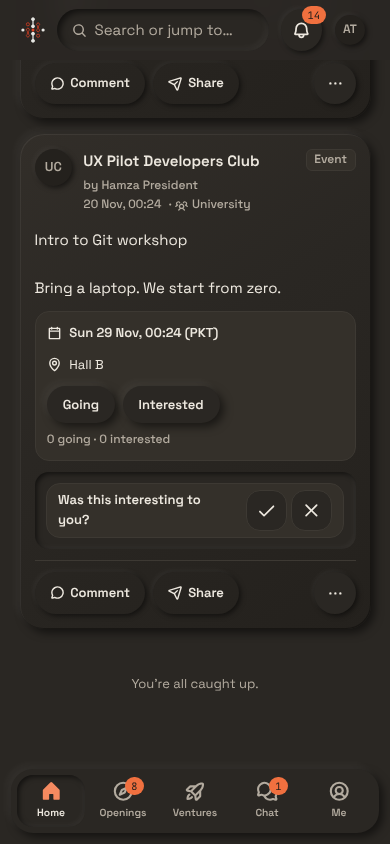 Search or jump to...
14
AT
Comment
Share
UC
UX Pilot Developers Club
Event
by Hamza President
20 Nov, 00:24 · University
Intro to Git workshop
Bring a laptop. We start from zero.
Sun 29 Nov, 00:24 (PKT)
Hall B
Going
Interested
0 going · 0 interested
Was this interesting to
you?
Comment
Share
You're all caught up.
Home
8
Openings
Ventures
1
Chat
Me